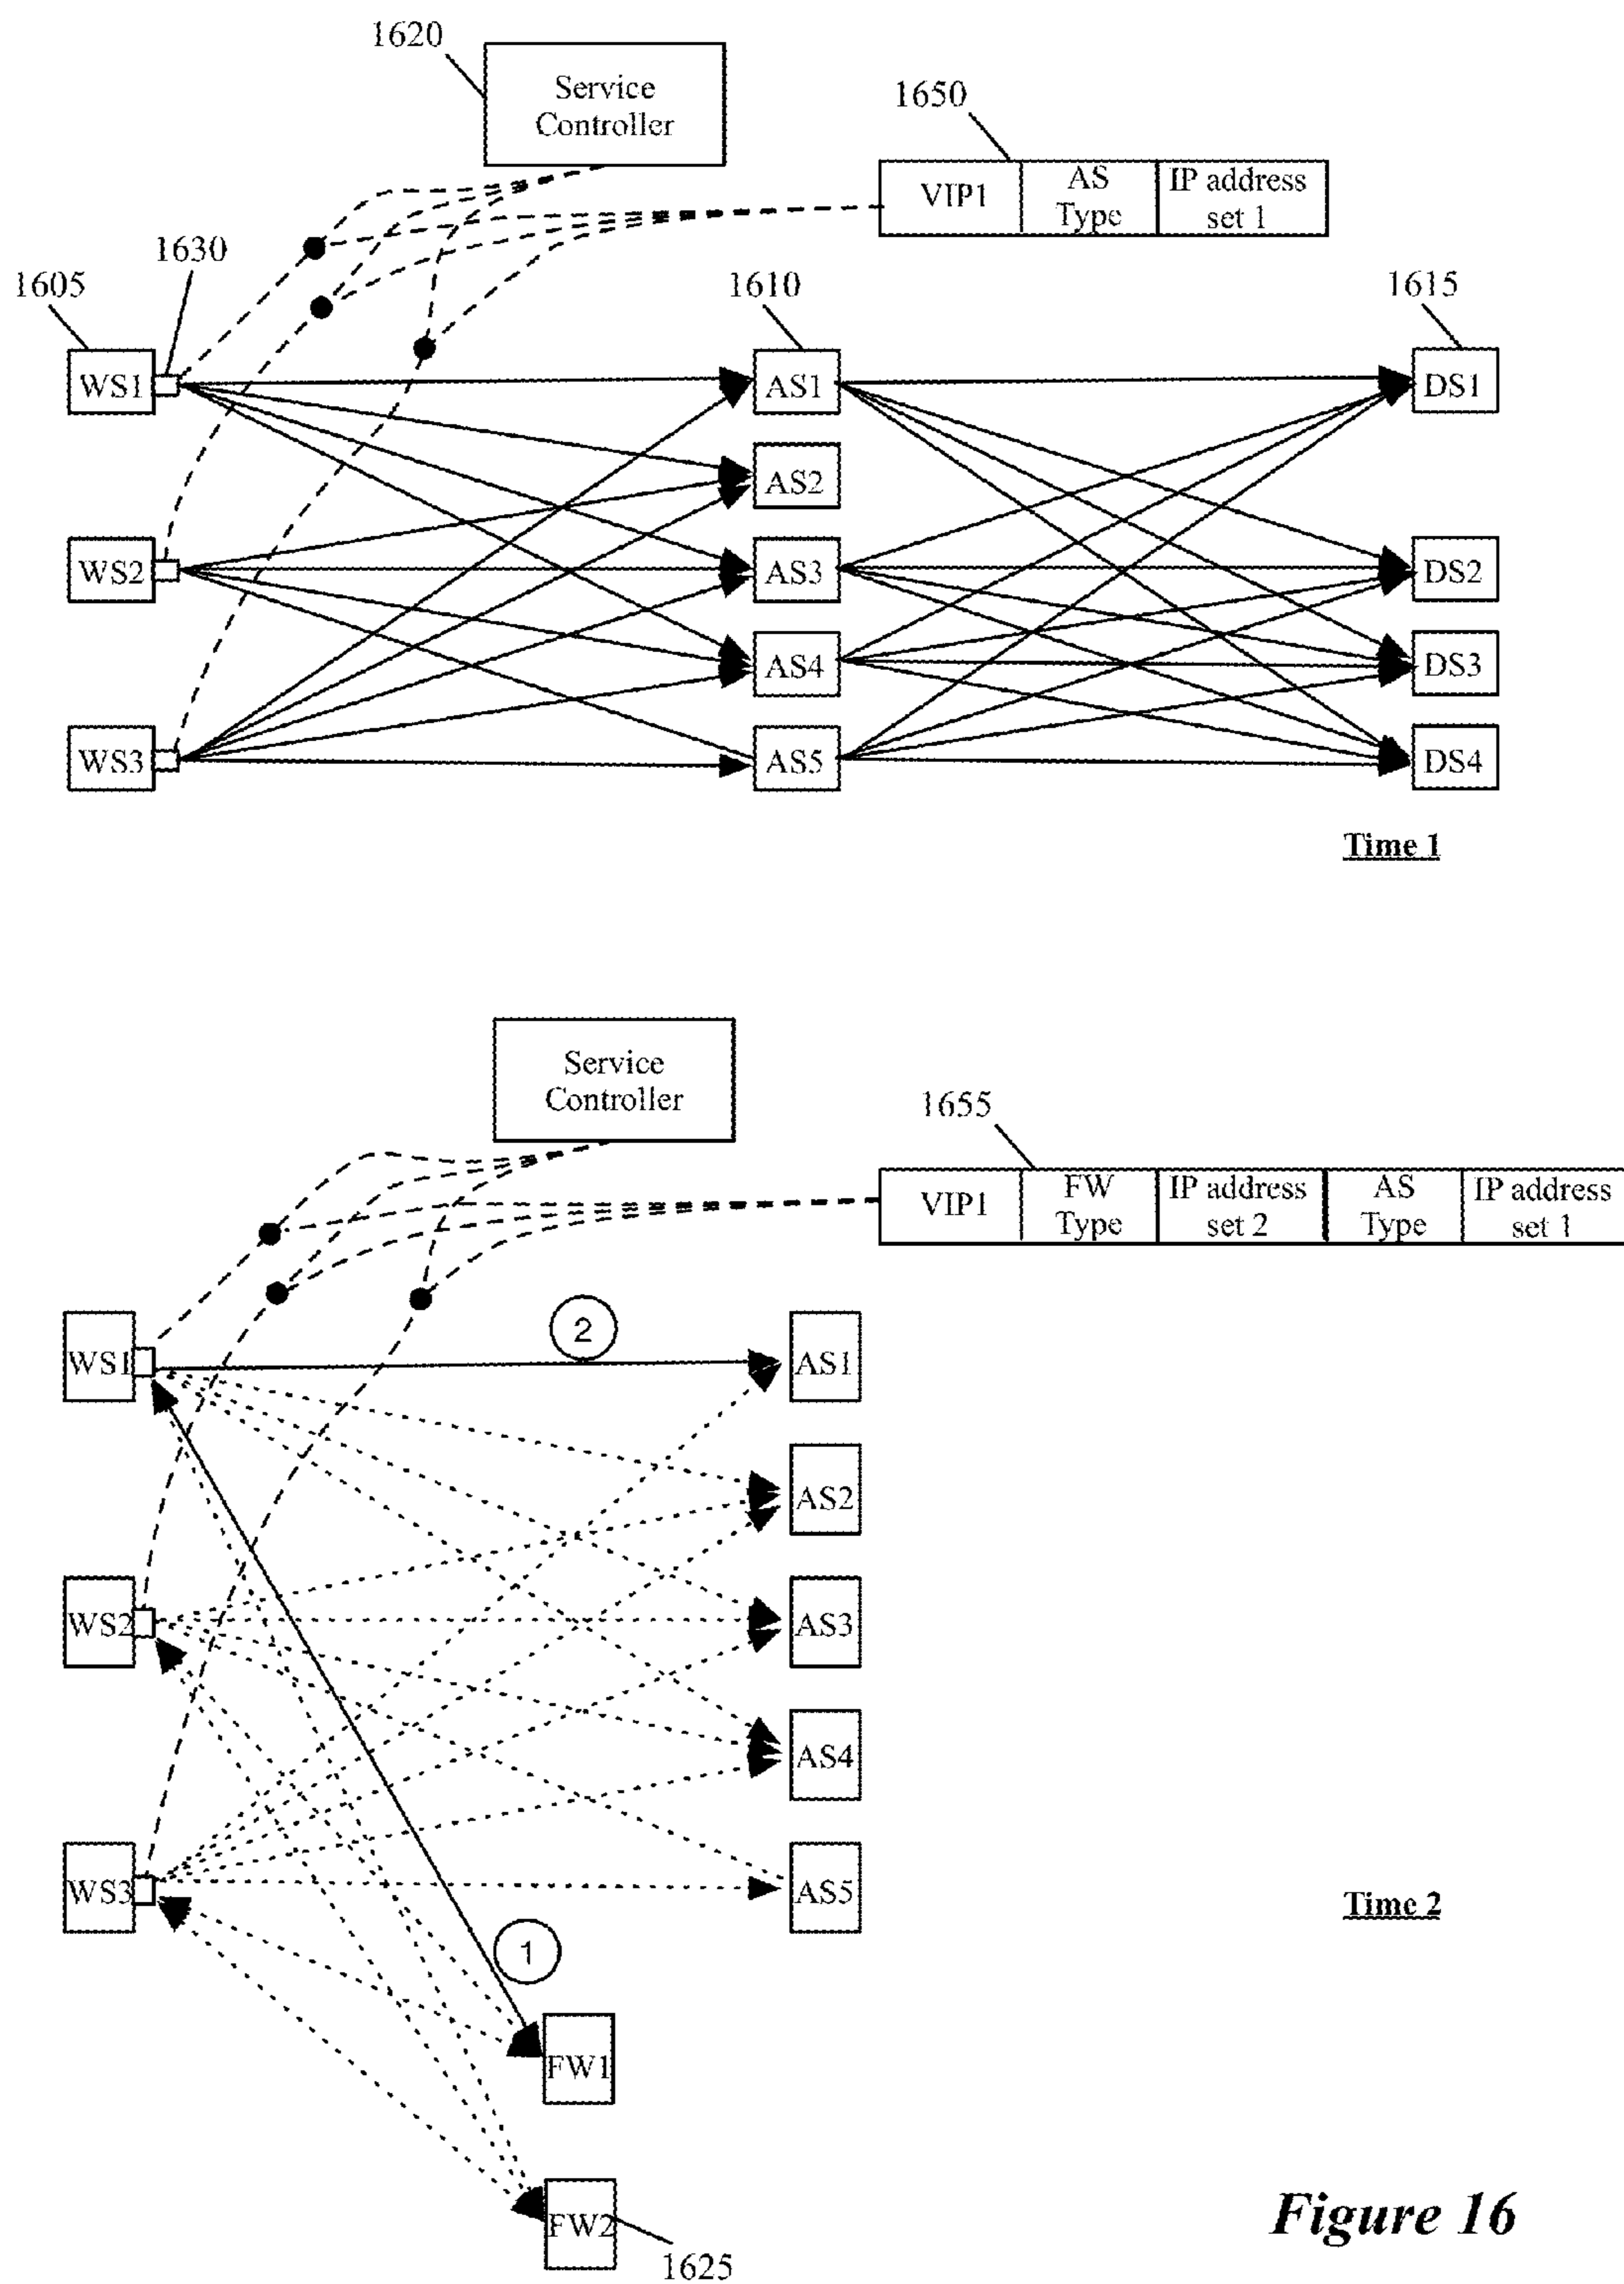 1620
Service
Controller
1650
VIP1
AS
Type
IP address
set 1
1630
1605
1610
1615
WS1
AS1
DS1
AS2
WS2
AS3
DS2
AS4
DS3
WS3
AS5
DS4
Time 1
Service
Controller
1655
VIP1
FW
Type
IP address
set 2
AS
Type
IP address
set 1
2
WS1
AS1
AS2
WS2
AS3
AS4
WS3
AS5
Time 2
1
FW1
FW2
1625
Figure 16